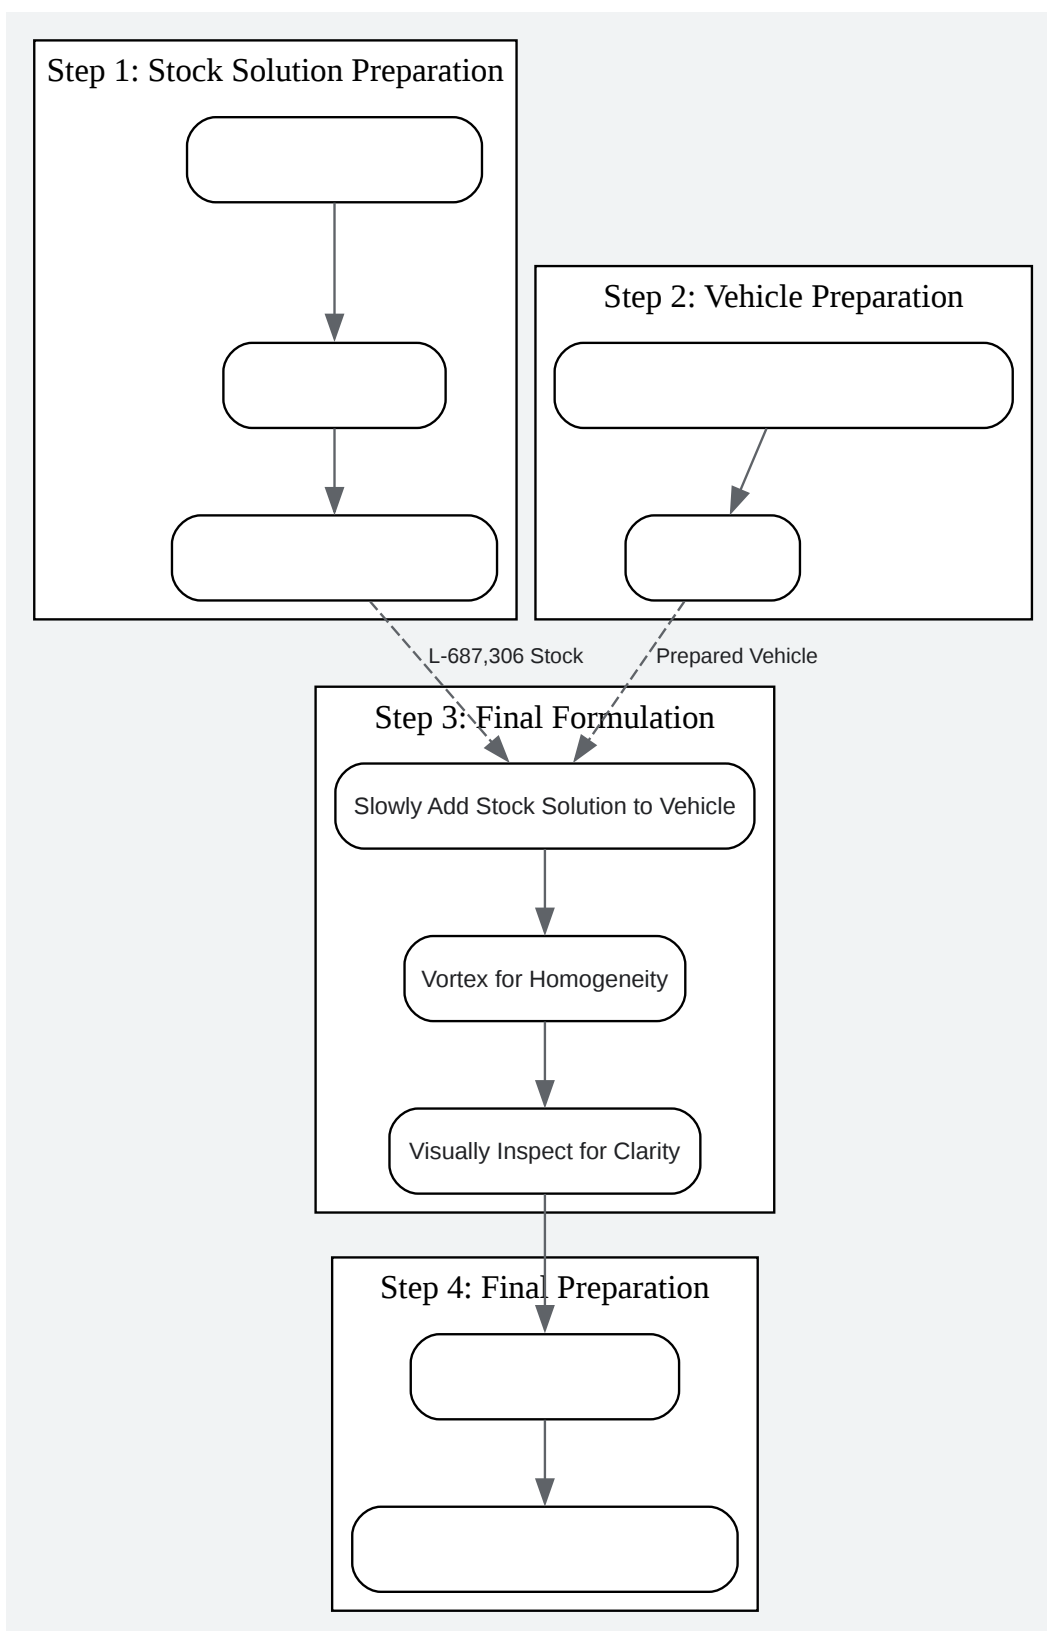 Step 1: Stock Solution Preparation
Step 2: Vehicle Preparation
L-687,306 Stock
Prepared Vehicle
Step 3: Final Formulation
Slowly Add Stock Solution to Vehicle
Vortex for Homogeneity
Visually Inspect for Clarity
Step 4: Final Preparation